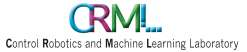 CRML!...
Control Robotics and Machine Learning Laboratory